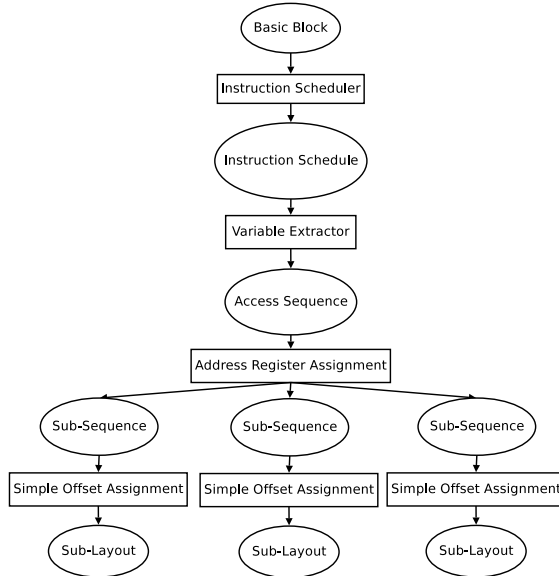 Basic Block
Instruction Scheduler
Instruction Schedule
Variable Extractor
Access Sequence
Address Register Assignment
Sub-Sequence
Sub-Sequence
Sub-Sequence
Simple Offset Assignment
Simple Offset Assignment
Simple Offset Assignment
Sub-Layout
Sub-Layout
Sub-Layout